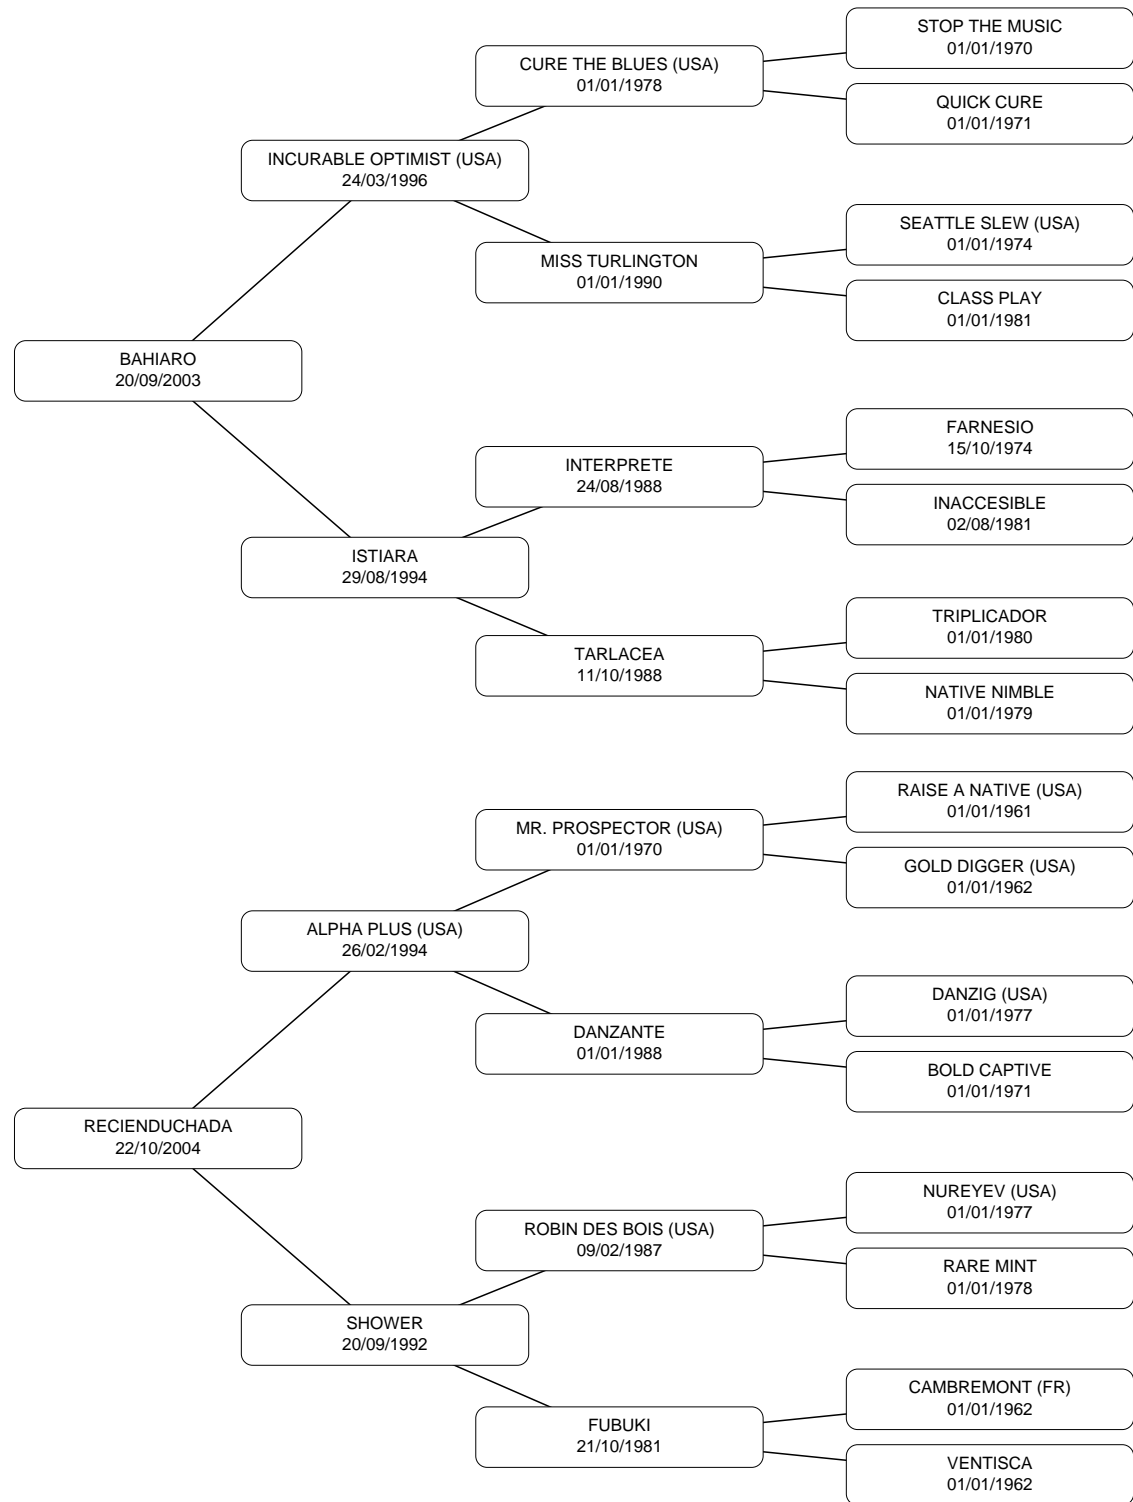 STOP THE MUSIC
01/01/1970
CURE THE BLUES (USA)
01/01/1978
QUICK CURE
01/01/1971
INCURABLE OPTIMIST (USA)
24/03/1996
SEATTLE SLEW (USA)
01/01/1974
MISS TURLINGTON
01/01/1990
CLASS PLAY
01/01/1981
BAHIARO
20/09/2003
FARNESIO
15/10/1974
INTERPRETE
24/08/1988
INACCESIBLE
02/08/1981
ISTIARA
29/08/1994
TRIPLICADOR
01/01/1980
TARLACEA
11/10/1988
NATIVE NIMBLE
01/01/1979
RAISE A NATIVE (USA)
01/01/1961
MR. PROSPECTOR (USA)
01/01/1970
GOLD DIGGER (USA)
01/01/1962
ALPHA PLUS (USA)
26/02/1994
DANZIG (USA)
01/01/1977
DANZANTE
01/01/1988
BOLD CAPTIVE
01/01/1971
RECIENDUCHADA
22/10/2004
NUREYEV (USA)
01/01/1977
ROBIN DES BOIS (USA)
09/02/1987
RARE MINT
01/01/1978
SHOWER
20/09/1992
CAMBREMONT (FR)
01/01/1962
FUBUKI
21/10/1981
VENTISCA
01/01/1962